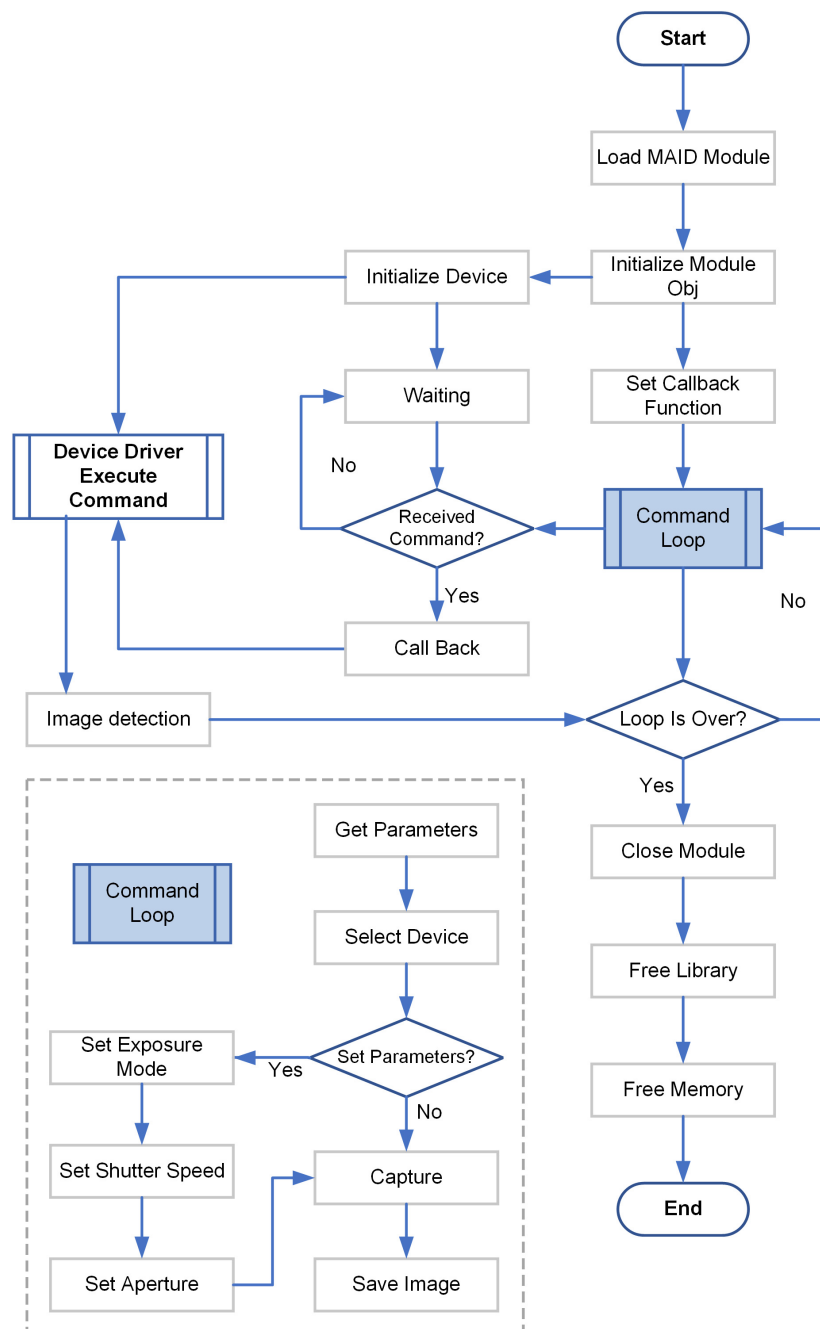 Start
Load MAID Module
Initialize Device
Initialize Module
Obj
Waiting
Set Callback
Function
No
Device Driver
Execute
Command
Received
Command?
Command
Loop
Yes
No
Call Back
Image detection
Loop Is Over?
Yes
Get Parameters
Close Module
Command
Loop
Select Device
Free Library
Set Exposure
Mode
Yes
Set Parameters?
No
Free Memory
Set Shutter Speed
Capture
End
Set Aperture
Save Image